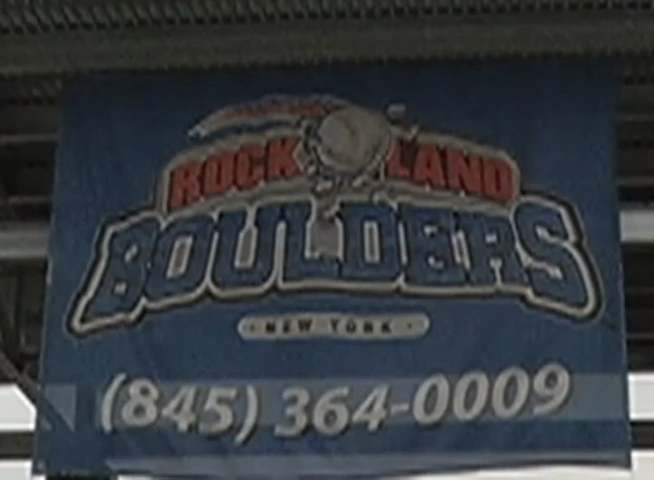 ROCKLAND
BOULDERS
· NEW YORK ·
(845) 364-0009